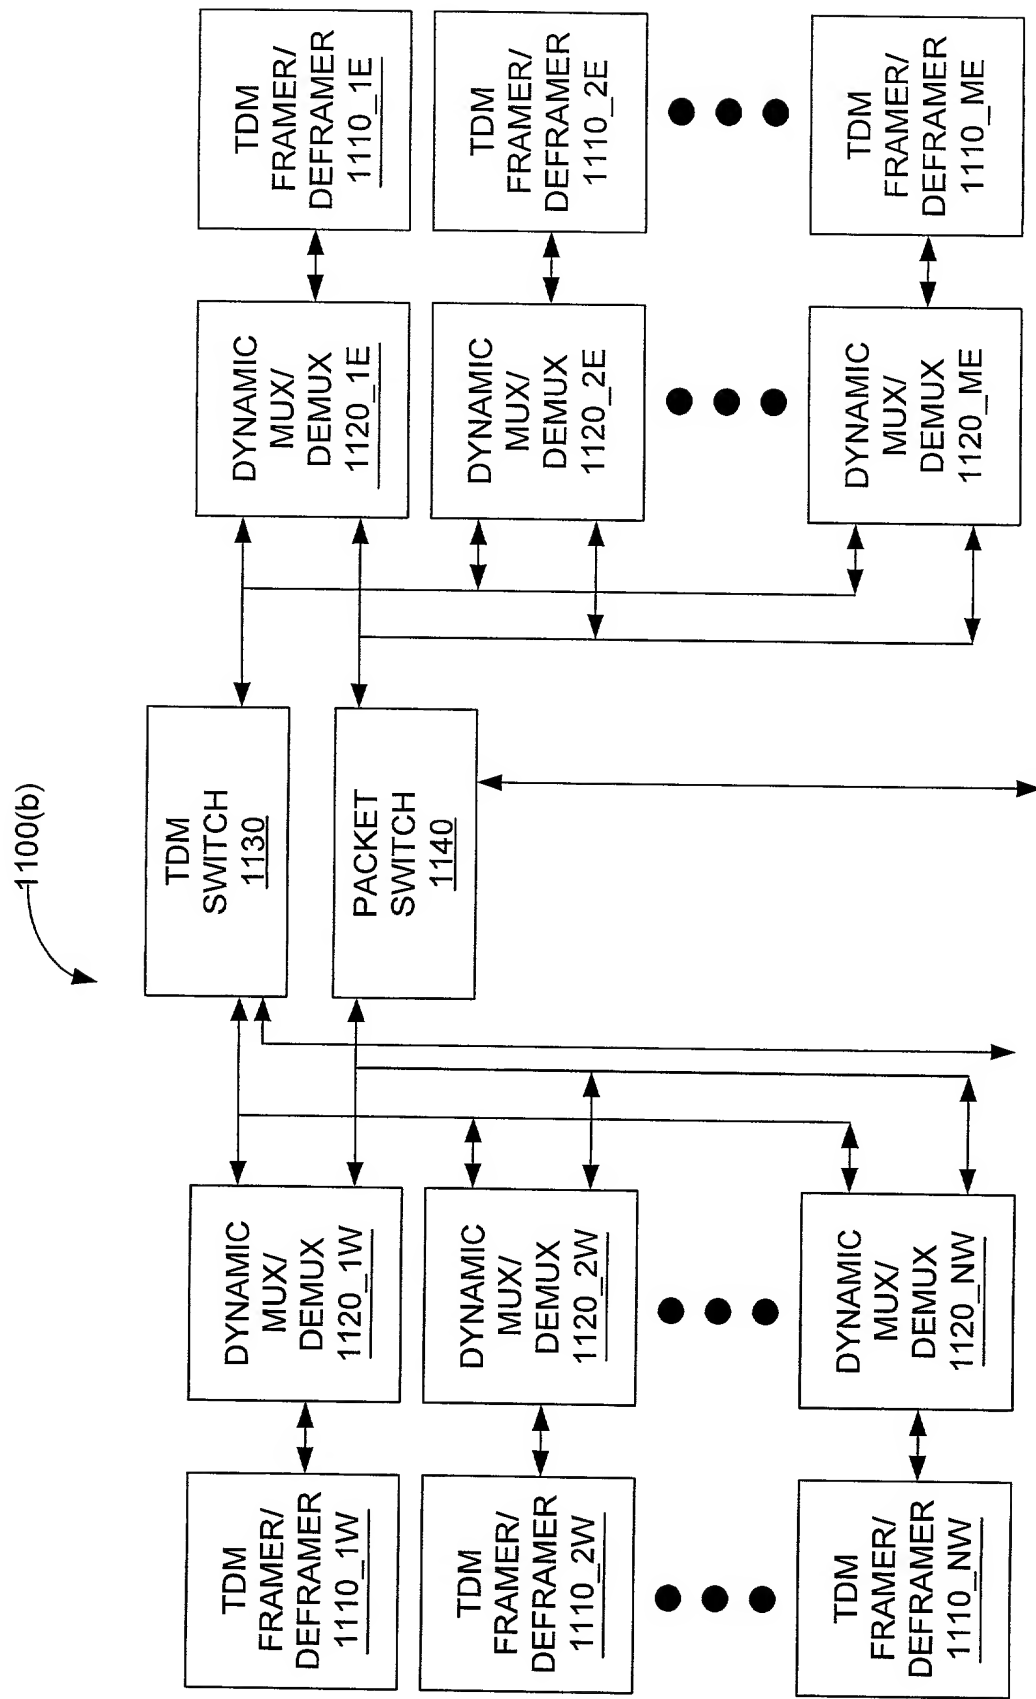 1100(b)
TDM
FRAMER/
DEFRAMER
1110_1W
DYNAMIC
MUX/
DEMUX
1120_1W
TDM
SWITCH
1130
DYNAMIC
MUX/
DEMUX
1120_1E
TDM
FRAMER/
DEFRAMER
1110_1E
PACKET
SWITCH
1140
TDM
FRAMER/
DEFRAMER
1110_2W
DYNAMIC
MUX/
DEMUX
1120_2W
DYNAMIC
MUX/
DEMUX
1120_2E
TDM
FRAMER/
DEFRAMER
1110_2E
TDM
FRAMER/
DEFRAMER
1110_NW
DYNAMIC
MUX/
DEMUX
1120_NW
DYNAMIC
MUX/
DEMUX
1120_ME
TDM
FRAMER/
DEFRAMER
1110_ME